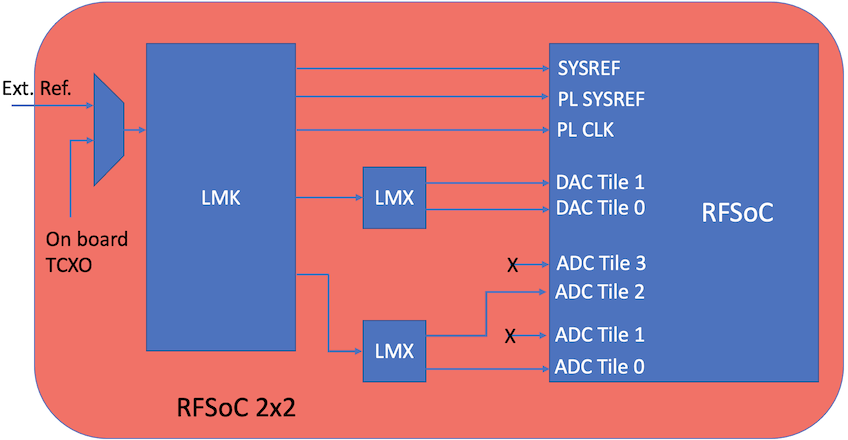 Ext. Ref.
On board
TCXO
LMK
LMX
LMX
SYSREF
PL SYSREF
PL CLK
DAC Tile 1
DAC Tile 0
X
ADC Tile 3
ADC Tile 2
X
ADC Tile 1
ADC Tile 0
RFSoC
RFSoC 2x2